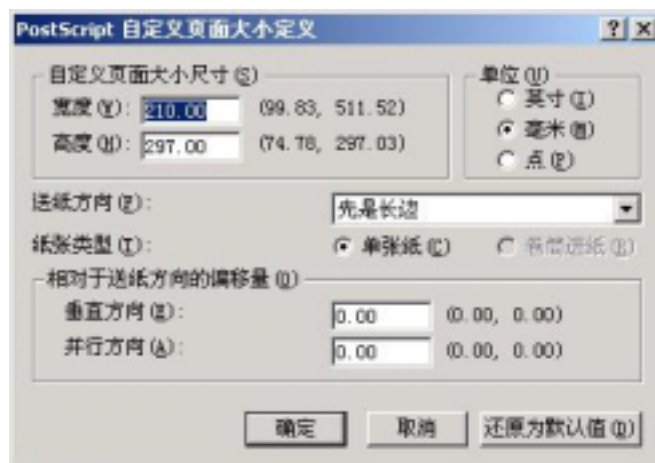 PostScript 自定义页面大小定义
自定义页面大小尺寸(S)
宽度(Y): 210.00 (99.83, 511.52)
高度(H): 297.00 (74.78, 297.03)
单位(U)
英寸(I)
毫米(M)
点(P)
送纸方向(F): 先是长边
纸张类型(T): 单张纸(C) 卷筒进纸(R)
相对于送纸方向的偏移量(O)
垂直方向(E): 0.00 (0.00, 0.00)
并行方向(A): 0.00 (0.00, 0.00)
确定 取消 还原为默认值(D)